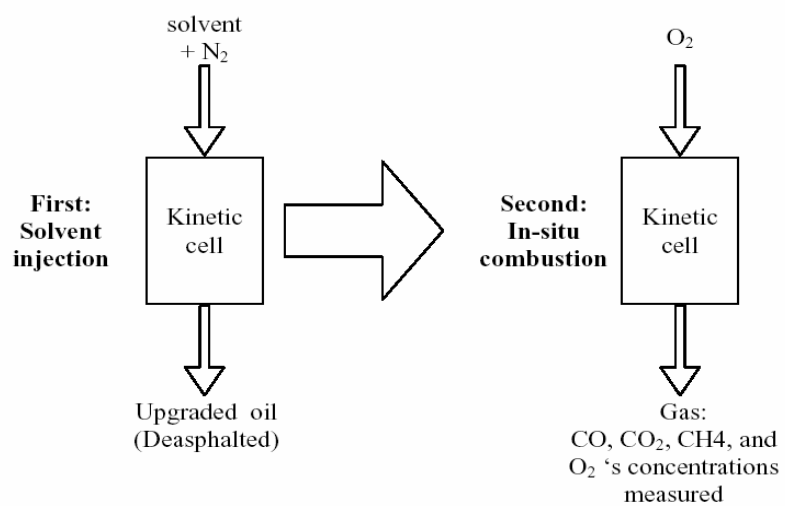 solvent
+ N₂
First:
Solvent
injection
Kinetic
cell
Upgraded oil
(Deasphalted)
O₂
Second:
In-situ
combustion
Kinetic
cell
Gas:
CO, CO₂, CH4, and
O₂ ‘s concentrations
measured